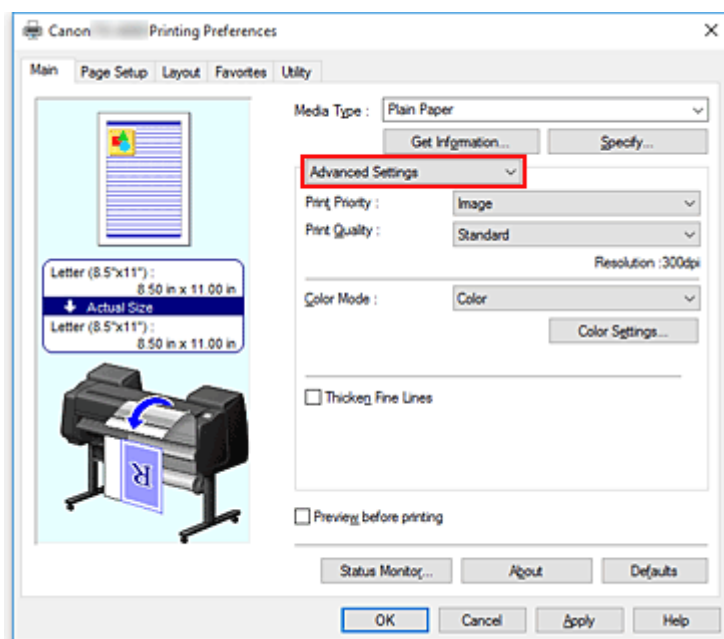 Canon Printing Preferences
Main Page Setup Layout Favorites Utility
Media Type : Plain Paper
Get Information... Specify...
Advanced Settings
Print Priority : Image
Print Quality : Standard
Resolution :300dpi
Letter (8.5"x11") :
8.50 in x 11.00 in
Actual Size
Letter (8.5"x11") :
8.50 in x 11.00 in
Color Mode : Color
Color Settings...
Thicken Fine Lines
R
Preview before printing
Status Monitor... About Defaults
OK Cancel Apply Help